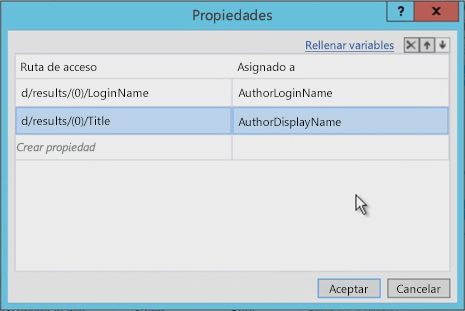 Propiedades
?
Rellenar variables
Ruta de acceso Asignado a
d/results/(0)/LoginName AuthorLoginName
d/results/(0)/Title AuthorDisplayName
Crear propiedad
Aceptar Cancelar